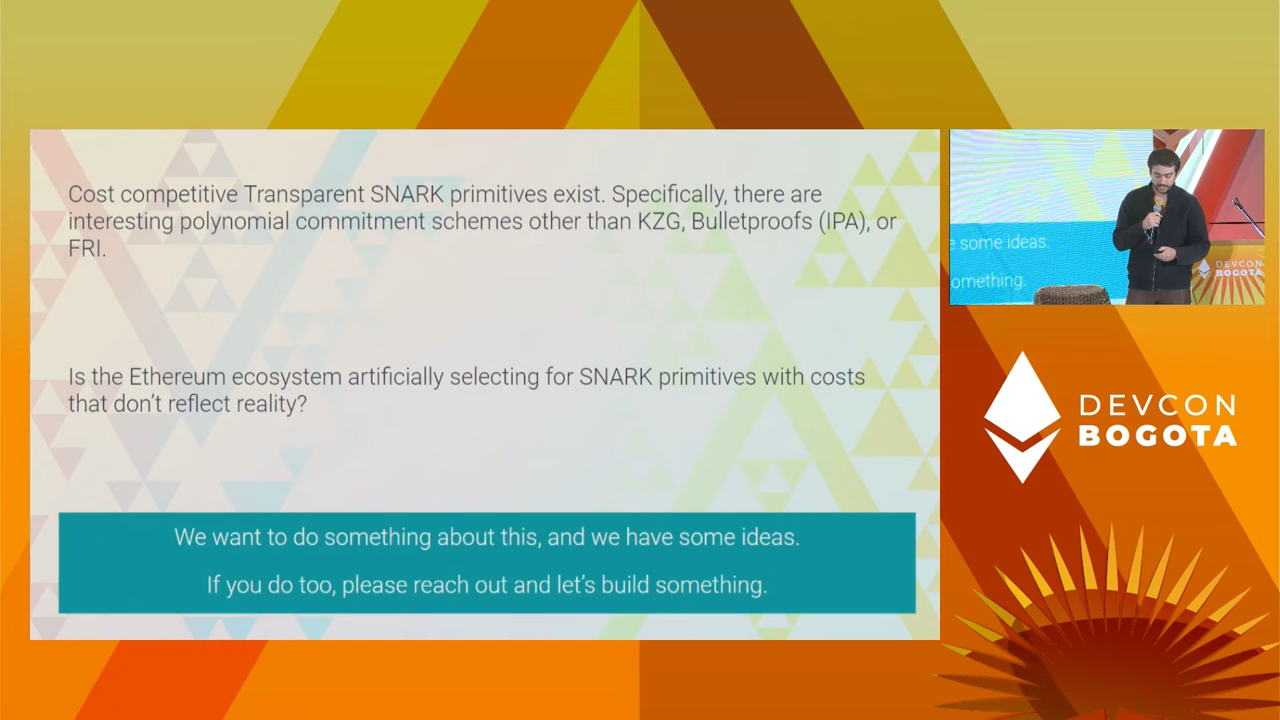 Cost competitive Transparent SNARK primitives exist. Specifically, there are
interesting polynomial commitment schemes other than KZG, Bulletproofs (IPA), or
FRI.
Is the Ethereum ecosystem artificially selecting for SNARK primitives with costs
that don't reflect reality?
We want to do something about this, and we have some ideas.
If you do too, please reach out and let's build something.
e some ideas.
omething.
DEVCON
BOGOTA
DEVCON
BOGOTA